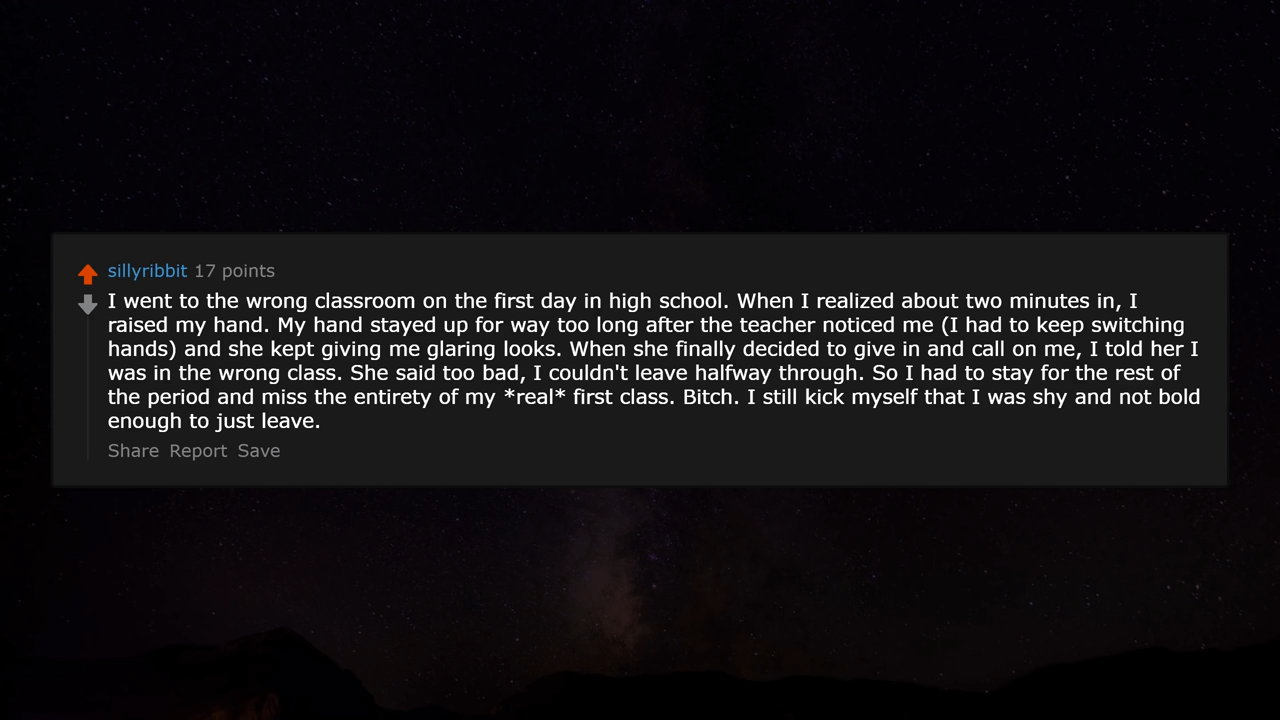 sillyribbit 17 points
I went to the wrong classroom on the first day in high school. When I realized about two minutes in, I
raised my hand. My hand stayed up for way too long after the teacher noticed me (I had to keep switching
hands) and she kept giving me glaring looks. When she finally decided to give in and call on me, I told her I
was in the wrong class. She said too bad, I couldn't leave halfway through. So I had to stay for the rest of
the period and miss the entirety of my *real* first class. Bitch. I still kick myself that I was shy and not bold
enough to just leave.
Share Report Save